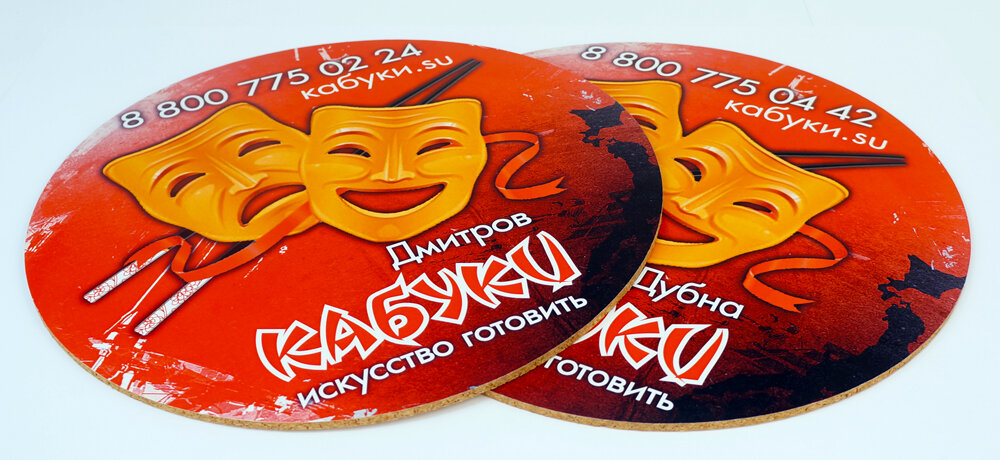 8 800 775 02 24
кабуки.su
Дмитров
КАБУКИ
искусство готовить
8 800 775 04 42
кабуки.su
Дубна
готовить